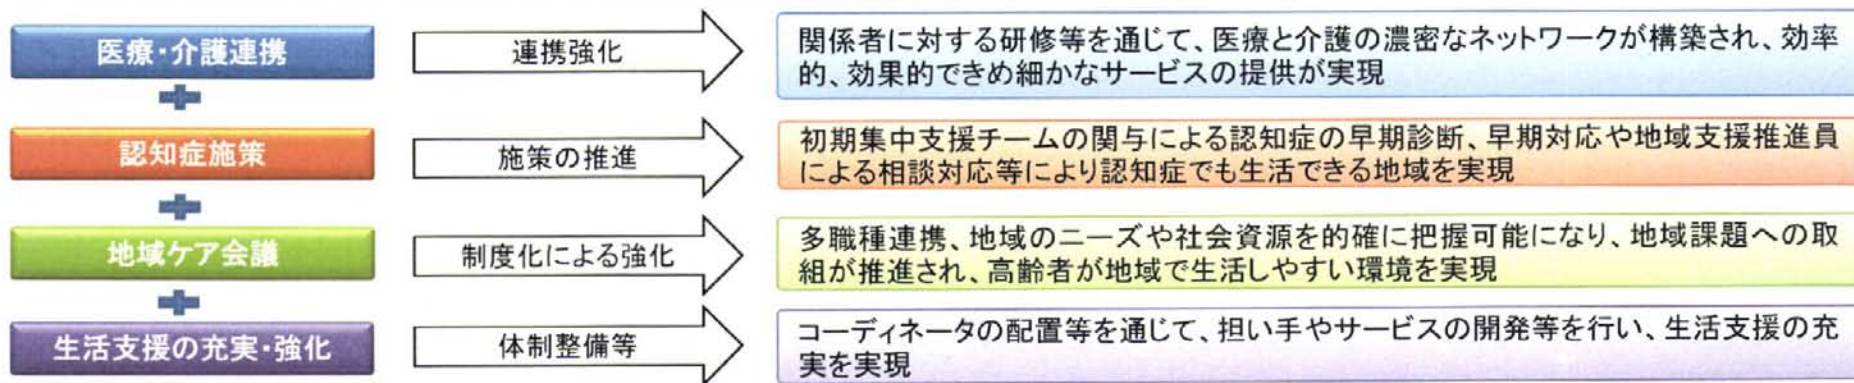 医療・介護連携
連携強化
関係者に対する研修等を通じて、医療と介護の濃密なネットワークが構築され、効率
的、効果的できめ細かなサービスの提供が実現
認知症施策
施策の推進
初期集中支援チームの関与による認知症の早期診断、早期対応や地域支援推進員
による相談対応等により認知症でも生活できる地域を実現
地域ケア会議
制度化による強化
多職種連携、地域のニーズや社会資源を的確に把握可能になり、地域課題への取
組が推進され、高齢者が地域で生活しやすい環境を実現
生活支援の充実・強化
体制整備等
コーディネータの配置等を通じて、担い手やサービスの開発等を行い、生活支援の充
実を実現